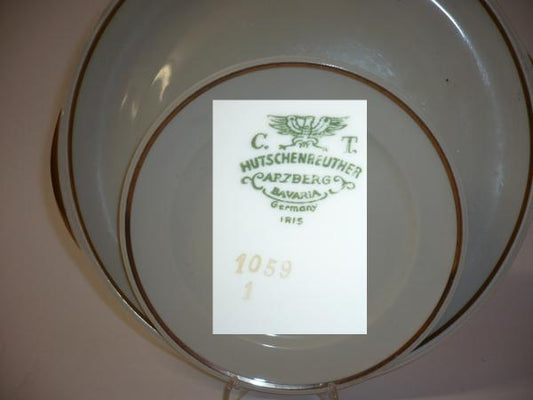 C. T.
HUTSCHENREUTHER
ARZBERG
BAVARIA
Germany
IRIS
1059
1